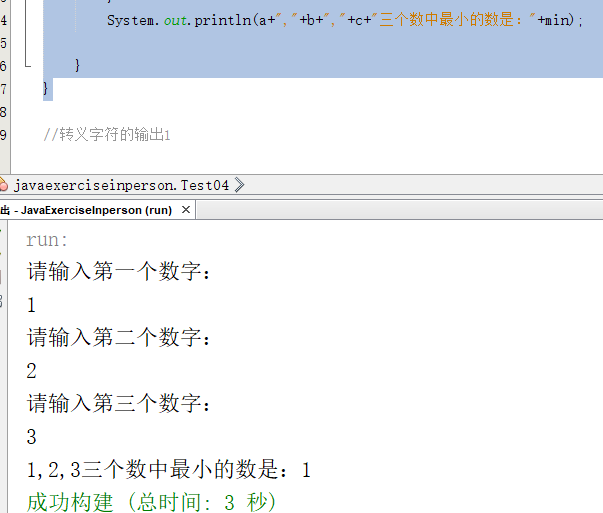 System.out.println(a+","+b+","+c+"三个数中最小的数是："+min);
5
6 }
7 }
8
9 //转义字符的输出1
javaexerciseinperson.Test04
出 - JavaExerciseInperson (run) ×
run:
请输入第一个数字：
1
请输入第二个数字：
2
请输入第三个数字：
3
1,2,3三个数中最小的数是：1
成功构建 (总时间: 3 秒)